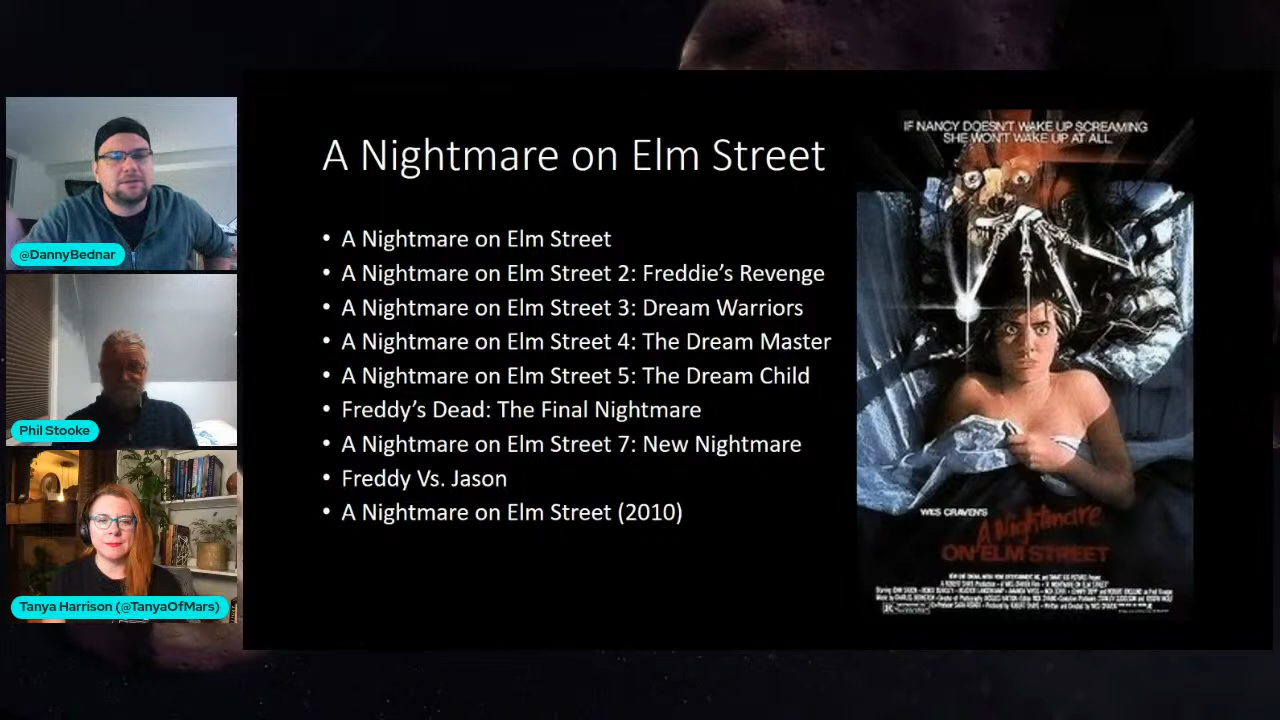 @DannyBednar
Phil Stooke
Tanya Harrison (@TanyaOfMars)
A Nightmare on Elm Street
• A Nightmare on Elm Street
• A Nightmare on Elm Street 2: Freddie’s Revenge
• A Nightmare on Elm Street 3: Dream Warriors
• A Nightmare on Elm Street 4: The Dream Master
• A Nightmare on Elm Street 5: The Dream Child
• Freddy’s Dead: The Final Nightmare
• A Nightmare on Elm Street 7: New Nightmare
• Freddy Vs. Jason
• A Nightmare on Elm Street (2010)
IF NANCY DOESN'T WAKE UP SCREAMING
SHE WON'T WAKE UP AT ALL.
WES CRAVEN'S
A Nightmare
ON ELM STREET